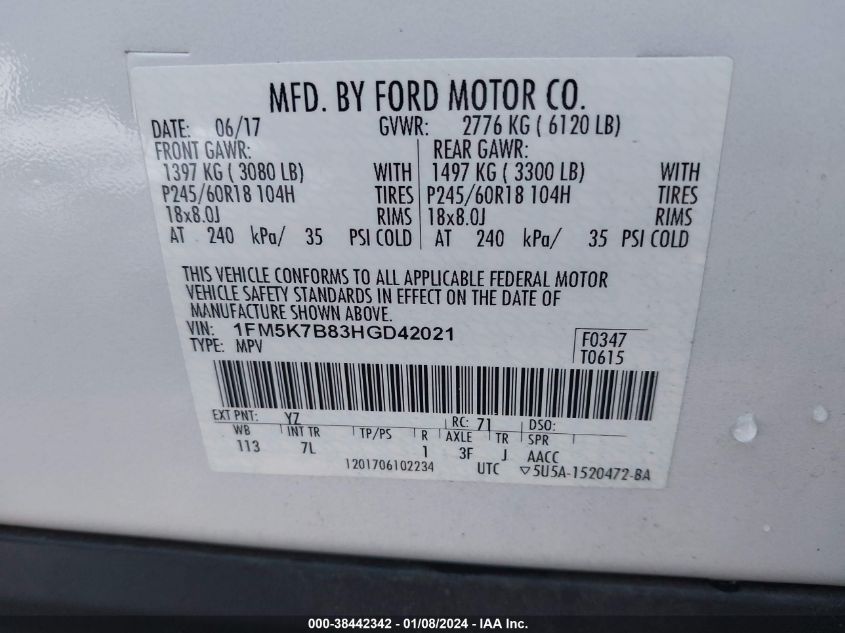 MFD. BY FORD MOTOR CO.
DATE: 06/17 GVWR: 2776 KG ( 6120 LB)
FRONT GAWR: REAR GAWR:
1397 KG ( 3080 LB) WITH 1497 KG ( 3300 LB) WITH
P245/60R18 104H TIRES P245/60R18 104H TIRES
18x8.0J RIMS 18x8.0J RIMS
AT 240 kPa/ 35 PSI COLD AT 240 kPa/ 35 PSI COLD
THIS VEHICLE CONFORMS TO ALL APPLICABLE FEDERAL MOTOR
VEHICLE SAFETY STANDARDS IN EFFECT ON THE DATE OF
MANUFACTURE SHOWN ABOVE.
VIN: 1FM5K7B83HGD42021 F0347
TYPE: MPV T0615
EXT PNT: YZ RC: 71 DSO:
WB INT TR TP/PS R AXLE TR SPR
113 7L 1 3F J AACC
1201706102234 UTC ▽5U5A-1520472-BA
000-38442342 - 01/08/2024 - IAA Inc.